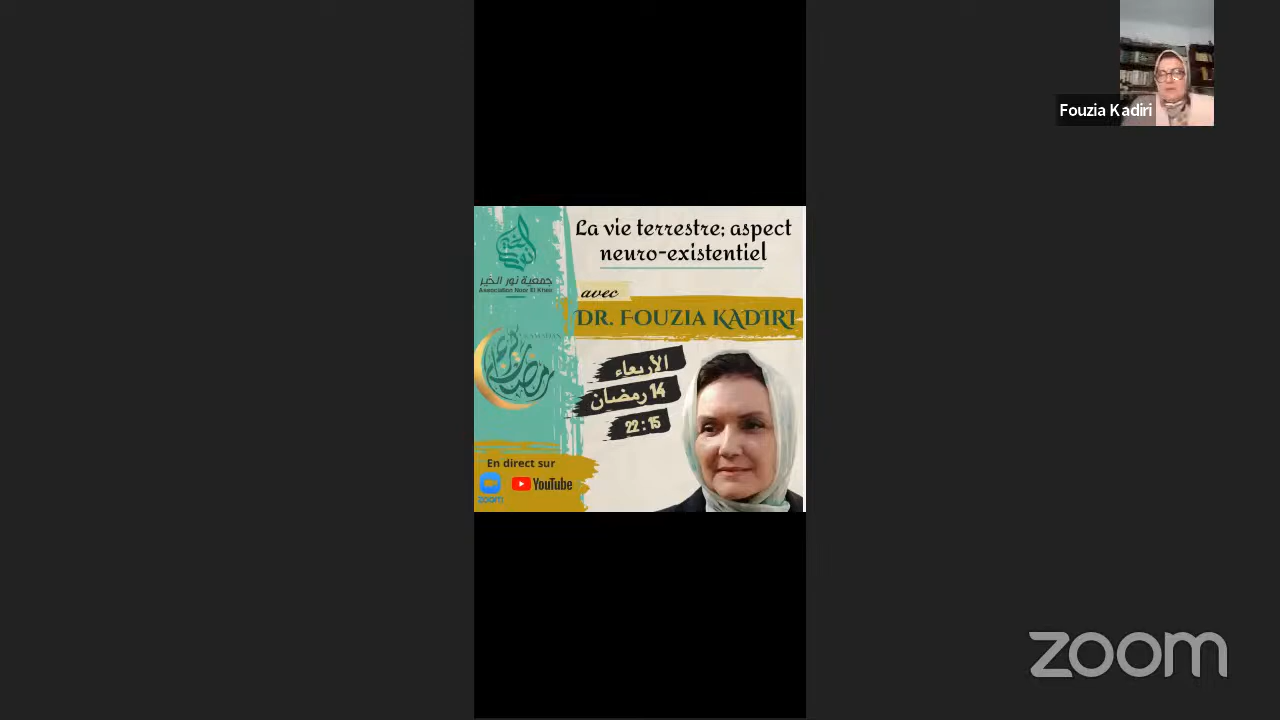 Fouzia Kadiri
La vie terrestre; aspect
neuro-existentiel
avec
DR. FOUZIA KADIRI
جمعية نور الخير
Association Noor El Kheir
الأربعاء
14 رمضان
22:15
En direct sur
zoom
YouTube
zoom